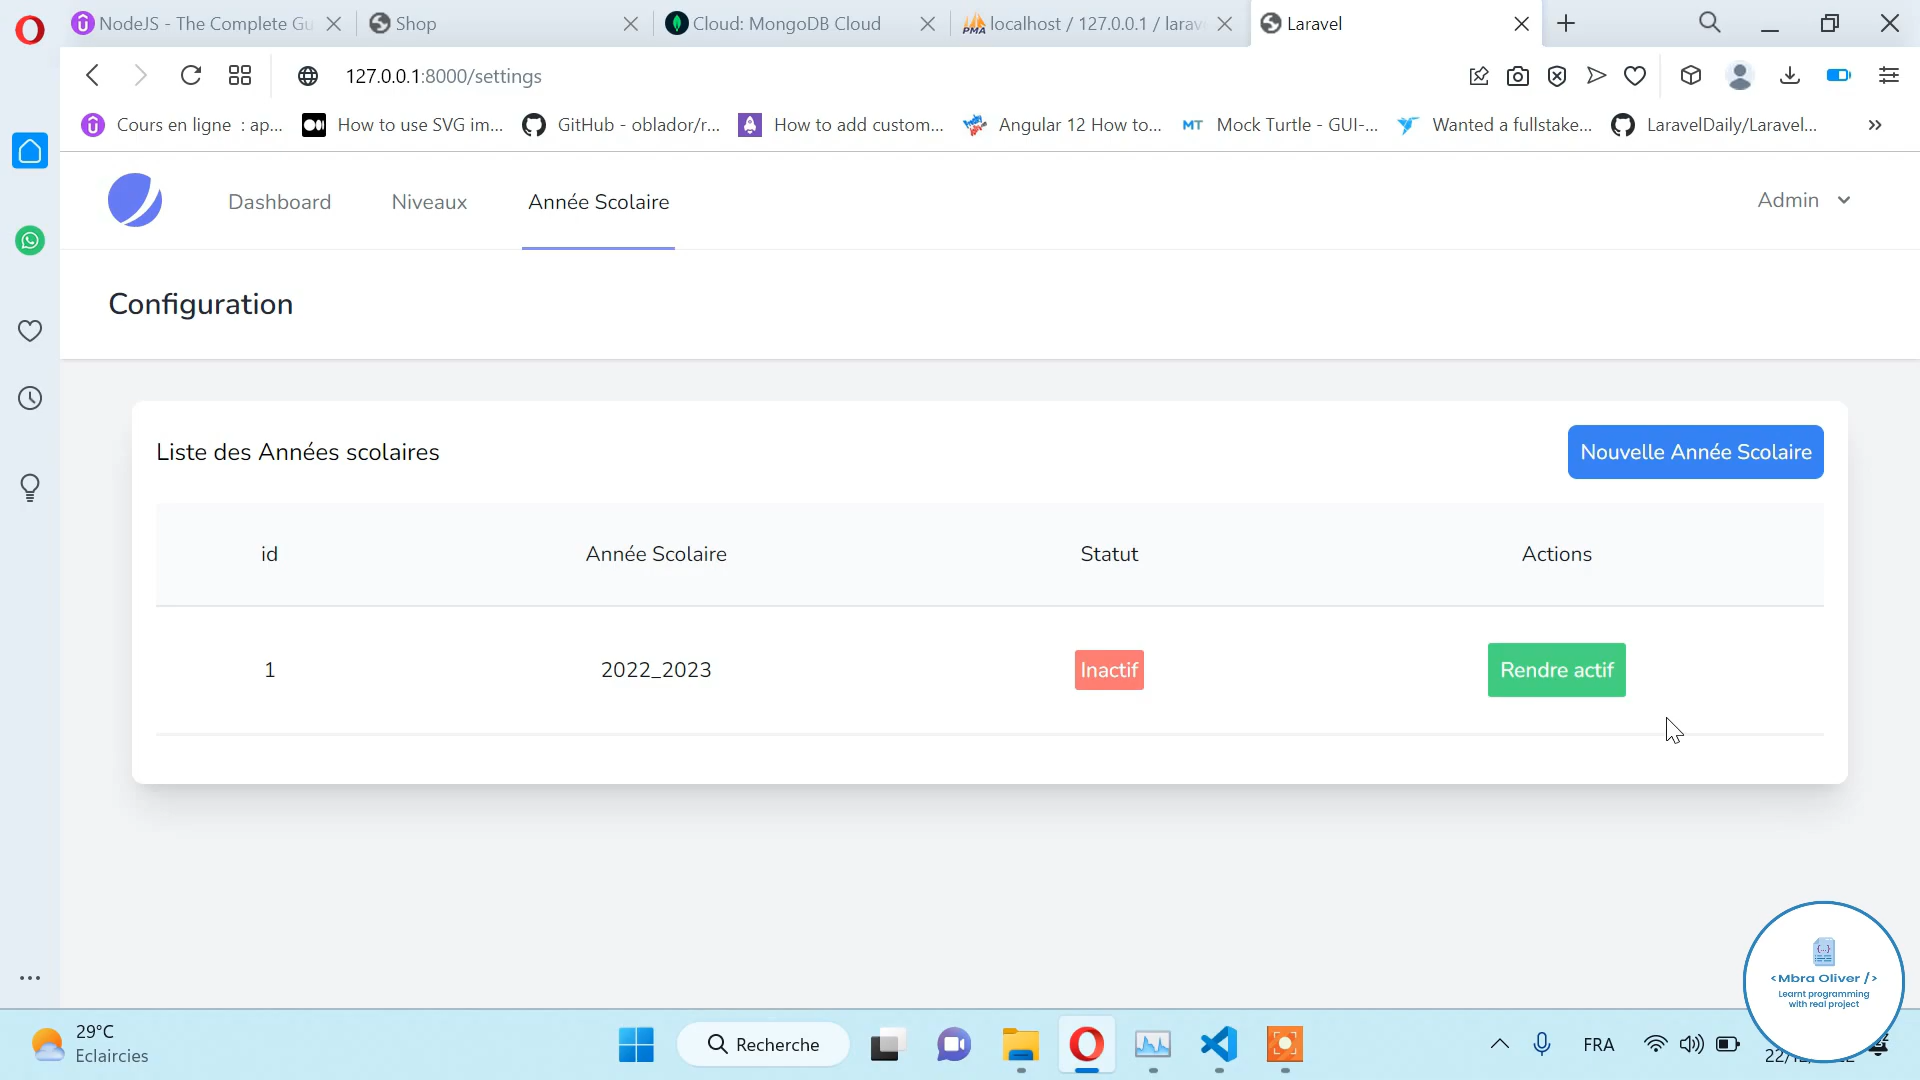 NodeJS - The Complete Gu
Shop
Cloud: MongoDB Cloud
localhost / 127.0.0.1 / larav
Laravel
127.0.0.1:8000/settings
Cours en ligne : ap...
How to use SVG im...
GitHub - oblador/r...
How to add custom...
Angular 12 How to...
MT Mock Turtle - GUI-...
Wanted a fullstake...
LaravelDaily/Laravel...
Dashboard
Niveaux
Année Scolaire
Admin
Configuration
Liste des Années scolaires
Nouvelle Année Scolaire
id
Année Scolaire
Statut
Actions
1
2022_2023
Inactif
Rendre actif
{...}
<Mbra Oliver />
Learnt programming
with real project
29°C
Eclaircies
Recherche
FRA